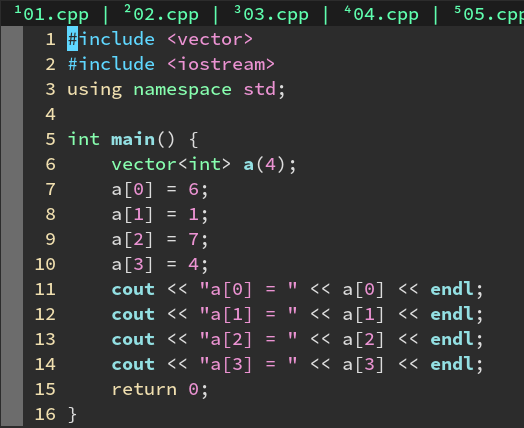 ¹01.cpp | ²02.cpp | ³03.cpp | ⁴04.cpp | ⁵05.cpp
1 #include <vector>
2 #include <iostream>
3 using namespace std;
4
5 int main() {
6     vector<int> a(4);
7     a[0] = 6;
8     a[1] = 1;
9     a[2] = 7;
10     a[3] = 4;
11     cout << "a[0] = " << a[0] << endl;
12     cout << "a[1] = " << a[1] << endl;
13     cout << "a[2] = " << a[2] << endl;
14     cout << "a[3] = " << a[3] << endl;
15     return 0;
16 }